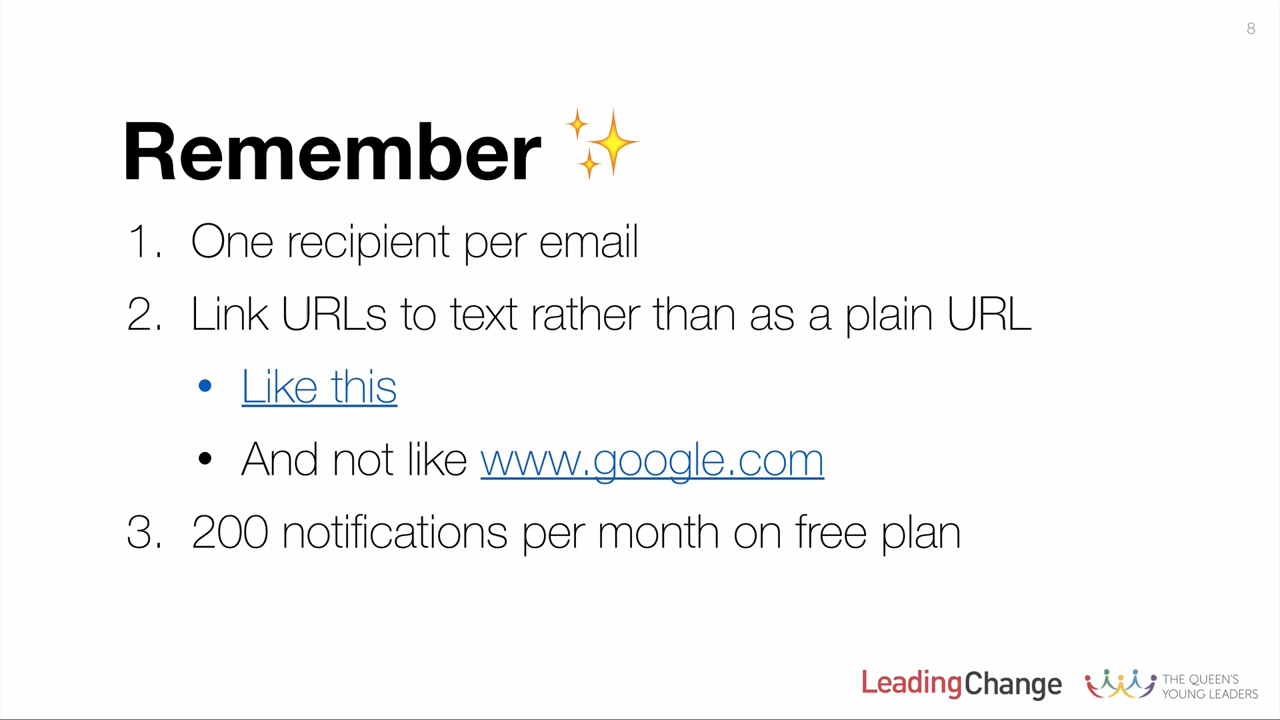 8
Remember ✨
1. One recipient per email
2. Link URLs to text rather than as a plain URL
• Like this
• And not like www.google.com
3. 200 notifications per month on free plan
LeadingChange
THE QUEEN'S
YOUNG LEADERS